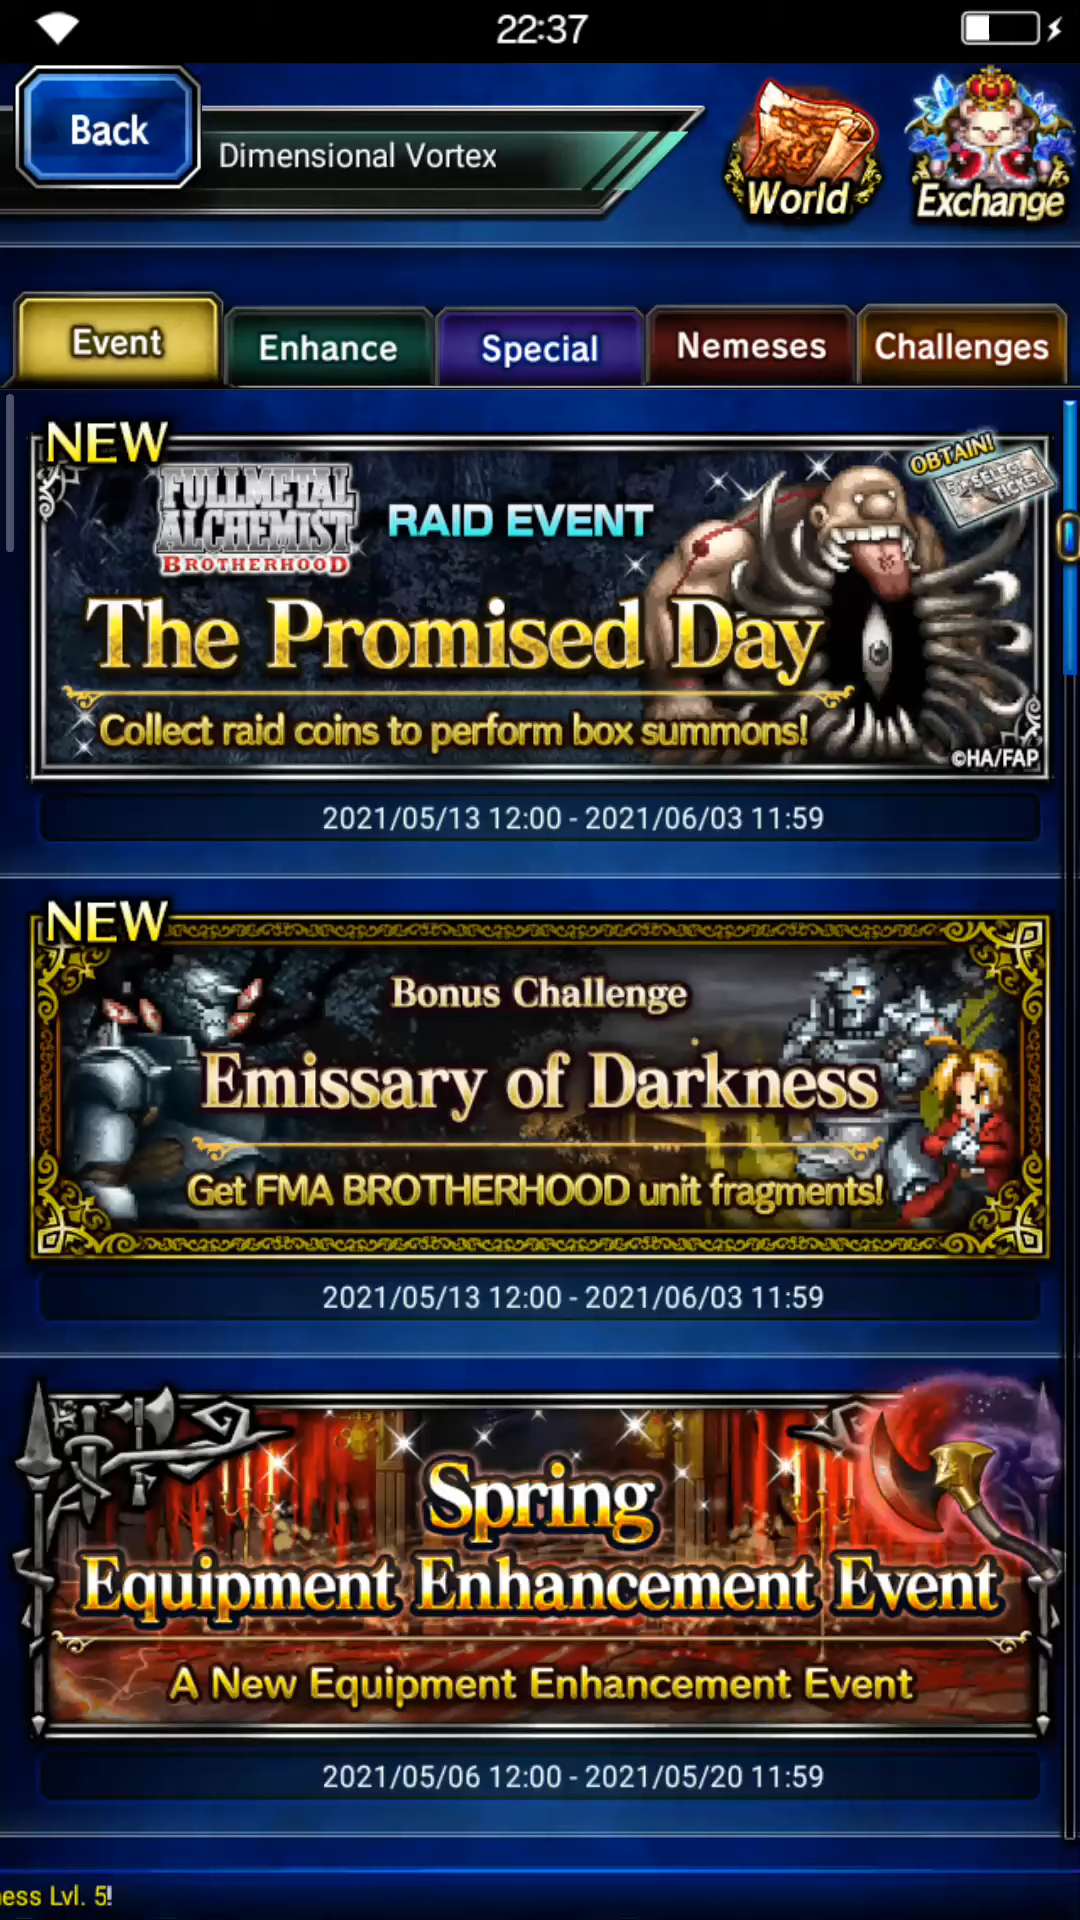 22:37
Back
Dimensional Vortex
World
Exchange
Event
Enhance
Special
Nemeses
Challenges
NEW
FULLMETAL
ALCHEMIST
BROTHERHOOD
RAID EVENT
OBTAIN!
5★ SELECT
TICKET
The Promised Day
Collect raid coins to perform box summons!
©HA/FAP
2021/05/13 12:00 - 2021/06/03 11:59
NEW
Bonus Challenge
Emissary of Darkness
Get FMA BROTHERHOOD unit fragments!
2021/05/13 12:00 - 2021/06/03 11:59
Spring
Equipment Enhancement Event
A New Equipment Enhancement Event
2021/05/06 12:00 - 2021/05/20 11:59
ess Lvl. 5!